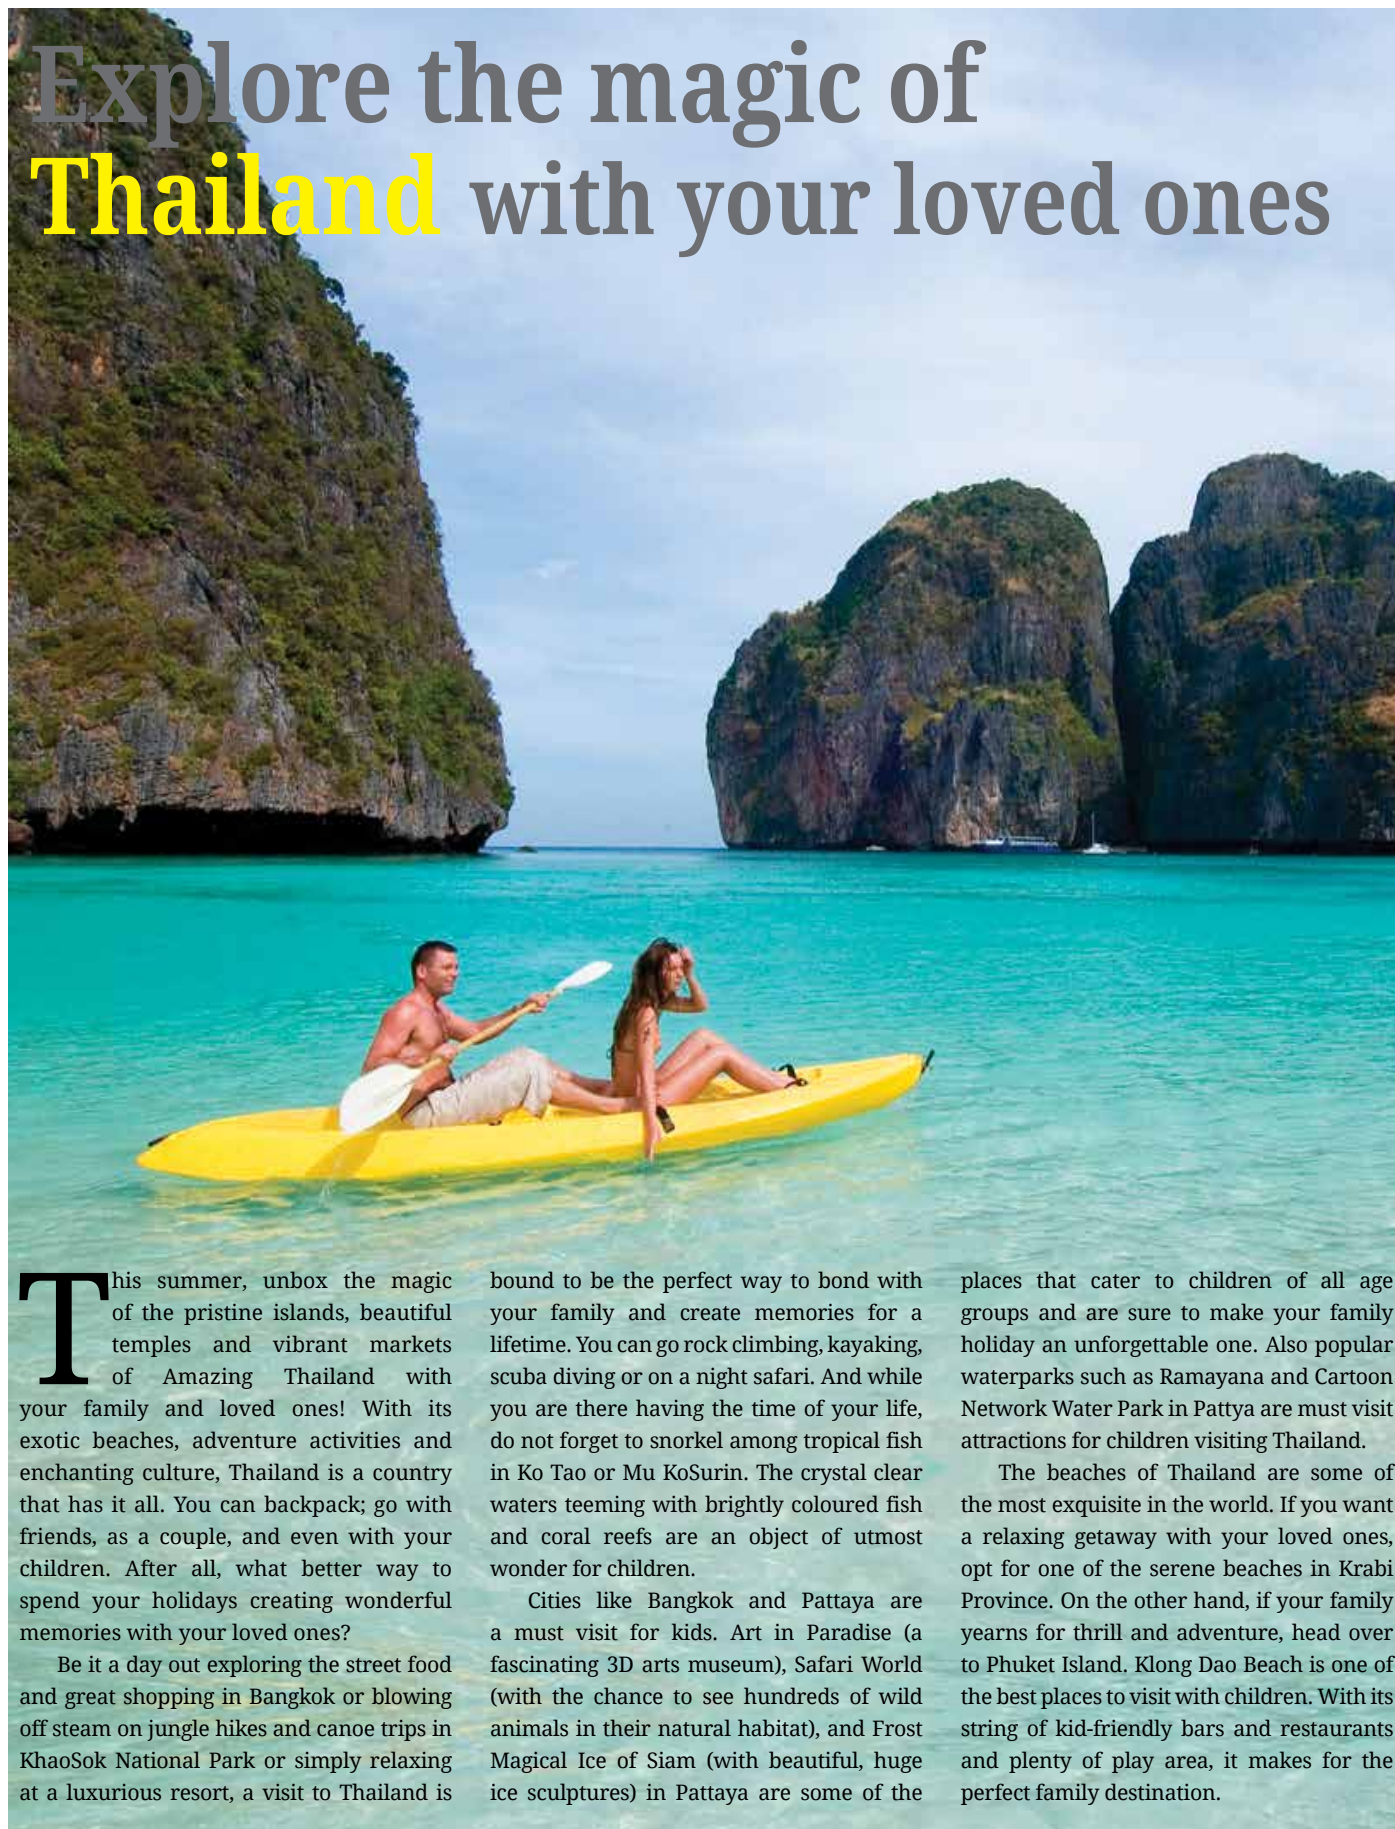 Explore the magic of
Thailand with your loved ones
This summer, unbox the magic
of the pristine islands, beautiful
temples and vibrant markets
of Amazing Thailand with
your family and loved ones! With its
exotic beaches, adventure activities and
enchanting culture, Thailand is a country
that has it all. You can backpack; go with
friends, as a couple, and even with your
children. After all, what better way to
spend your holidays creating wonderful
memories with your loved ones?
Be it a day out exploring the street food
and great shopping in Bangkok or blowing
off steam on jungle hikes and canoe trips in
KhaoSok National Park or simply relaxing
at a luxurious resort, a visit to Thailand is
bound to be the perfect way to bond with
your family and create memories for a
lifetime. You can go rock climbing, kayaking,
scuba diving or on a night safari. And while
you are there having the time of your life,
do not forget to snorkel among tropical fish
in Ko Tao or Mu KoSurin. The crystal clear
waters teeming with brightly coloured fish
and coral reefs are an object of utmost
wonder for children.
Cities like Bangkok and Pattaya are
a must visit for kids. Art in Paradise (a
fascinating 3D arts museum), Safari World
(with the chance to see hundreds of wild
animals in their natural habitat), and Frost
Magical Ice of Siam (with beautiful, huge
ice sculptures) in Pattaya are some of the
places that cater to children of all age
groups and are sure to make your family
holiday an unforgettable one. Also popular
waterparks such as Ramayana and Cartoon
Network Water Park in Pattya are must visit
attractions for children visiting Thailand.
The beaches of Thailand are some of
the most exquisite in the world. If you want
a relaxing getaway with your loved ones,
opt for one of the serene beaches in Krabi
Province. On the other hand, if your family
yearns for thrill and adventure, head over
to Phuket Island. Klong Dao Beach is one of
the best places to visit with children. With its
string of kid-friendly bars and restaurants
and plenty of play area, it makes for the
perfect family destination.